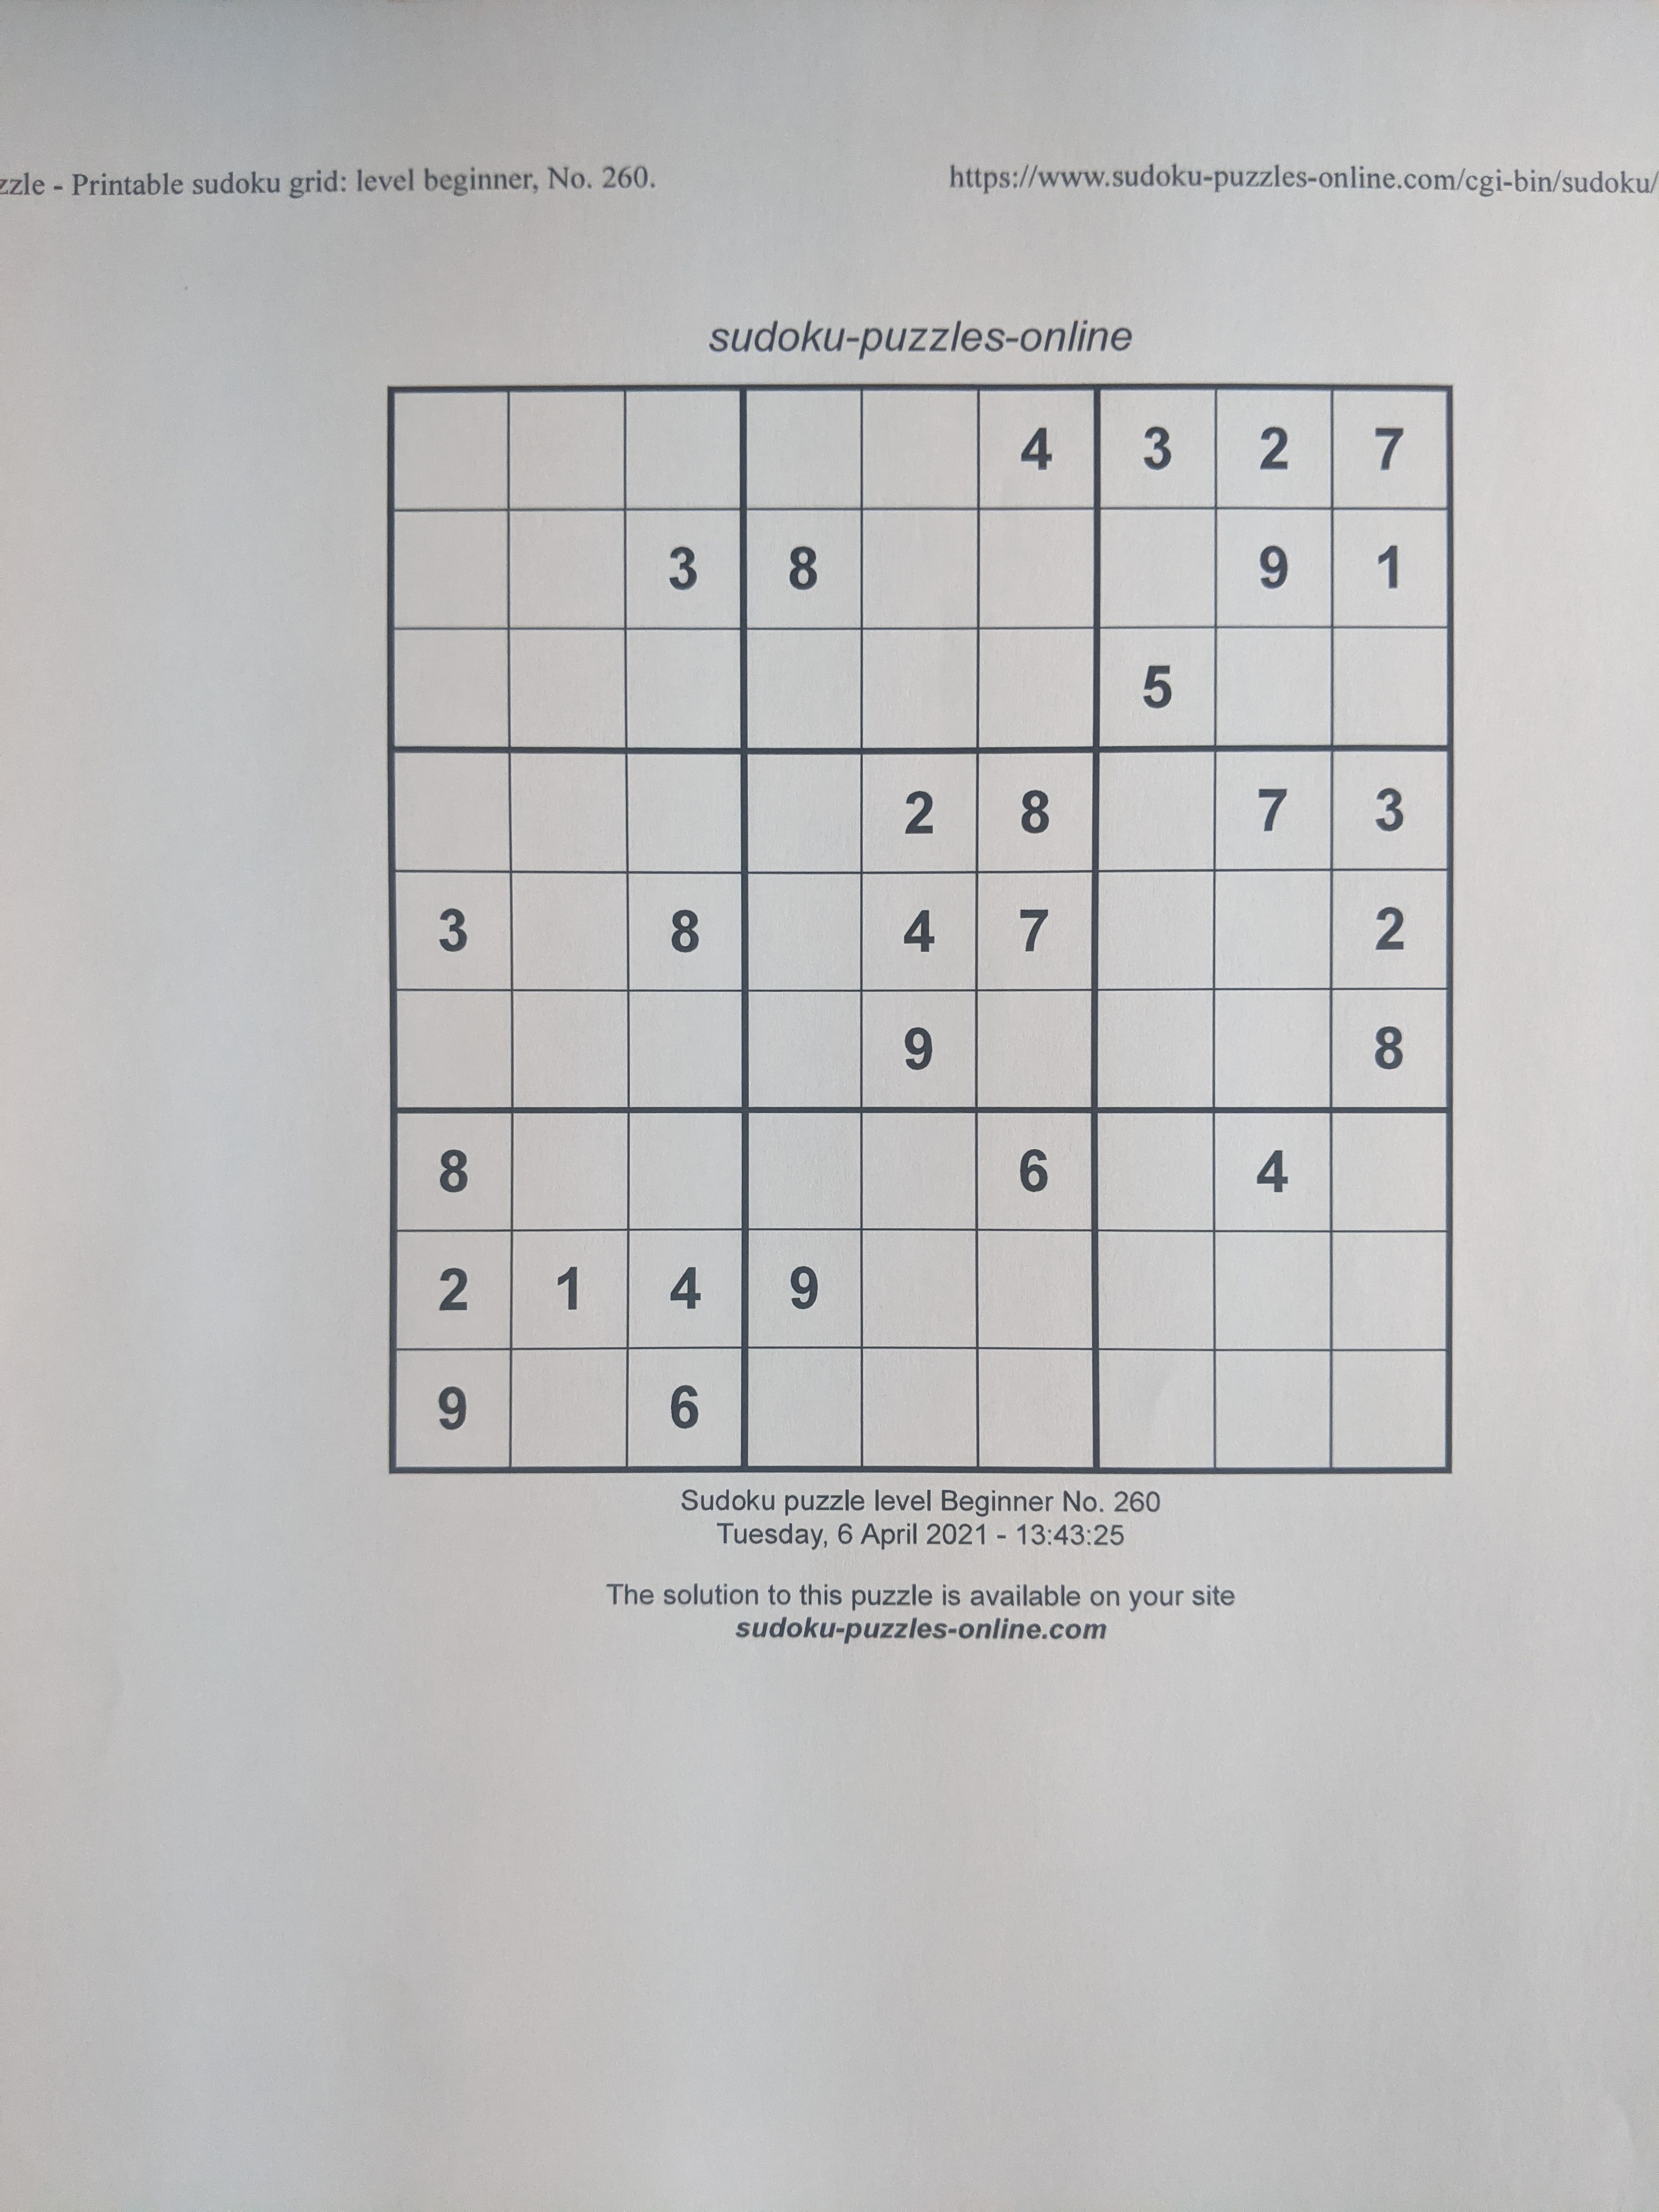 zzle - Printable sudoku grid: level beginner, No. 260. https://www.sudoku-puzzles-online.com/cgi-bin/sudoku/
sudoku-puzzles-online
4 3 2 7
3 8 9 1
5
2 8 7 3
3 8 4 7 2
9 8
8 6 4
2 1 4 9
9 6
Sudoku puzzle level Beginner No. 260
Tuesday, 6 April 2021 - 13:43:25
The solution to this puzzle is available on your site
sudoku-puzzles-online.com